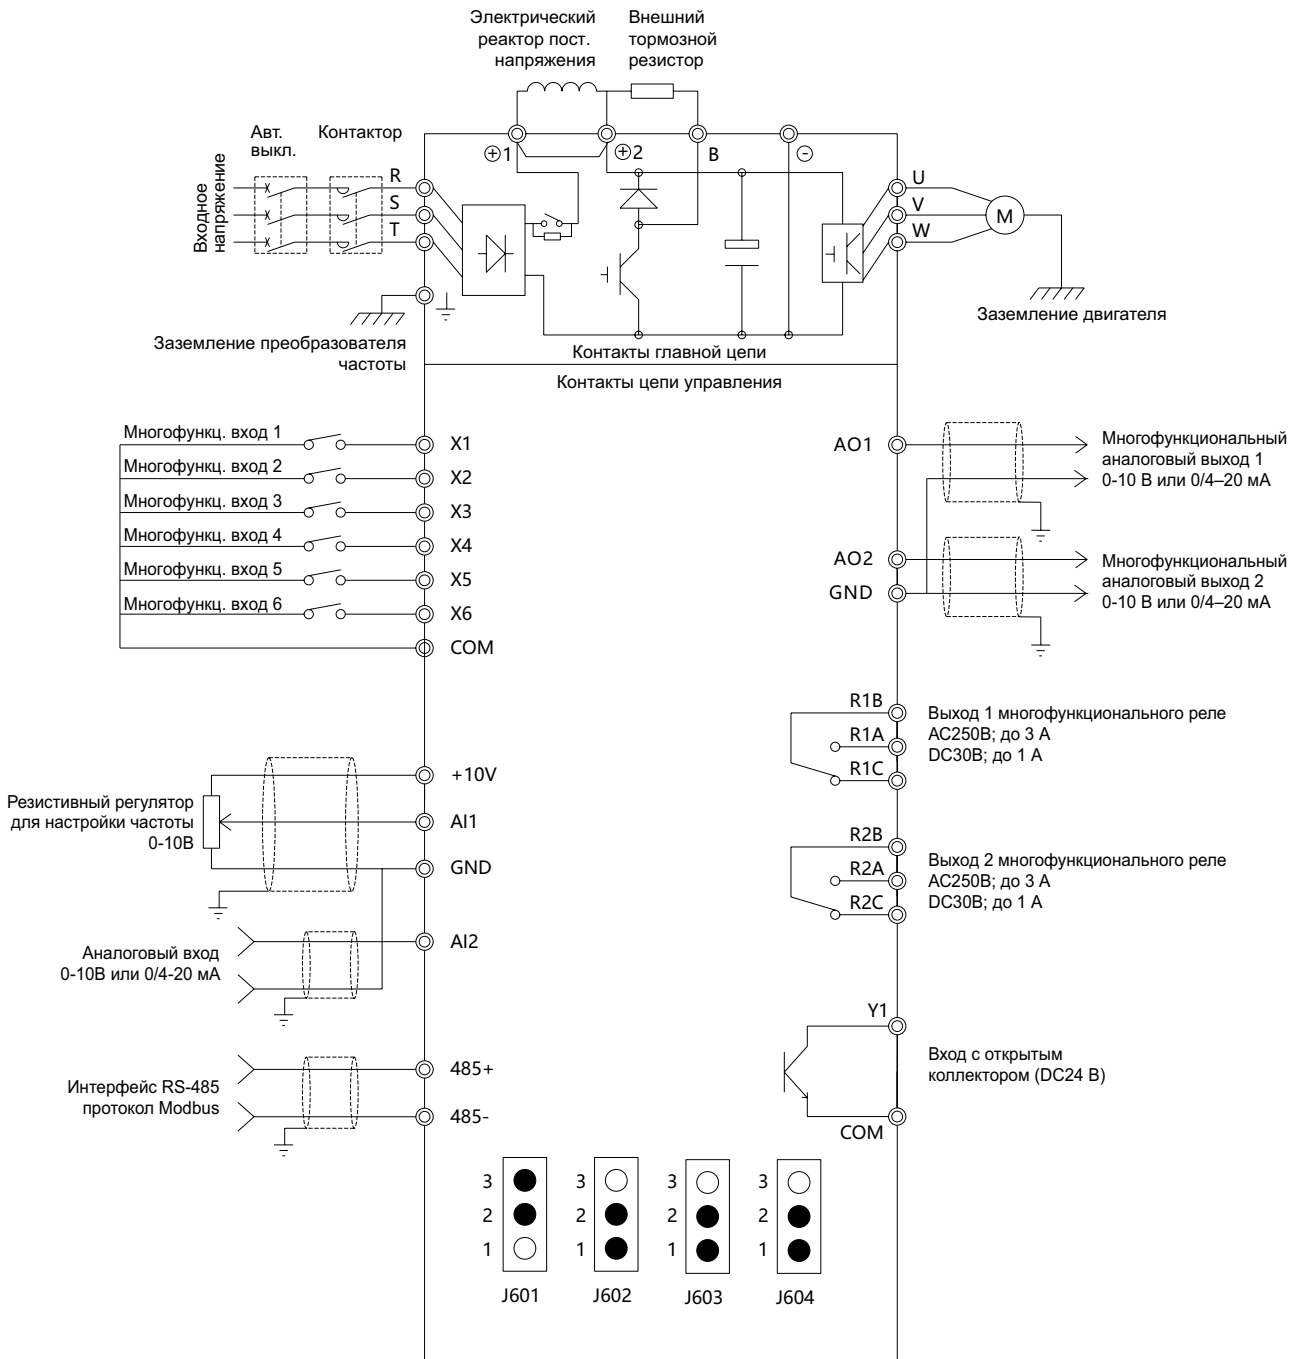 Электрический
реактор пост.
напряжения
Внешний
тормозной
резистор
Авт.
выкл.
Контактор
Входное
напряжение
+1
+2
B
-
R
S
T
U
V
W
M
Заземление двигателя
Заземление преобразователя
частоты
Контакты главной цепи
Контакты цепи управления
Многофункц. вход 1
X1
Многофункц. вход 2
X2
Многофункц. вход 3
X3
Многофункц. вход 4
X4
Многофункц. вход 5
X5
Многофункц. вход 6
X6
COM
AO1
Многофункциональный
аналоговый выход 1
0-10 В или 0/4–20 мА
AO2
GND
Многофункциональный
аналоговый выход 2
0-10 В или 0/4–20 мА
R1B
R1A
R1C
Выход 1 многофункционального реле
AC250В; до 3 А
DC30В; до 1 А
Резистивный регулятор
для настройки частоты
0-10В
+10V
AI1
GND
R2B
R2A
R2C
Выход 2 многофункционального реле
AC250В; до 3 А
DC30В; до 1 А
Аналоговый вход
0-10В или 0/4-20 мА
AI2
Интерфейс RS-485
протокол Modbus
485+
485-
Y1
COM
Вход с открытым
коллектором (DC24 В)
3
2
1
J601
3
2
1
J602
3
2
1
J603
3
2
1
J604